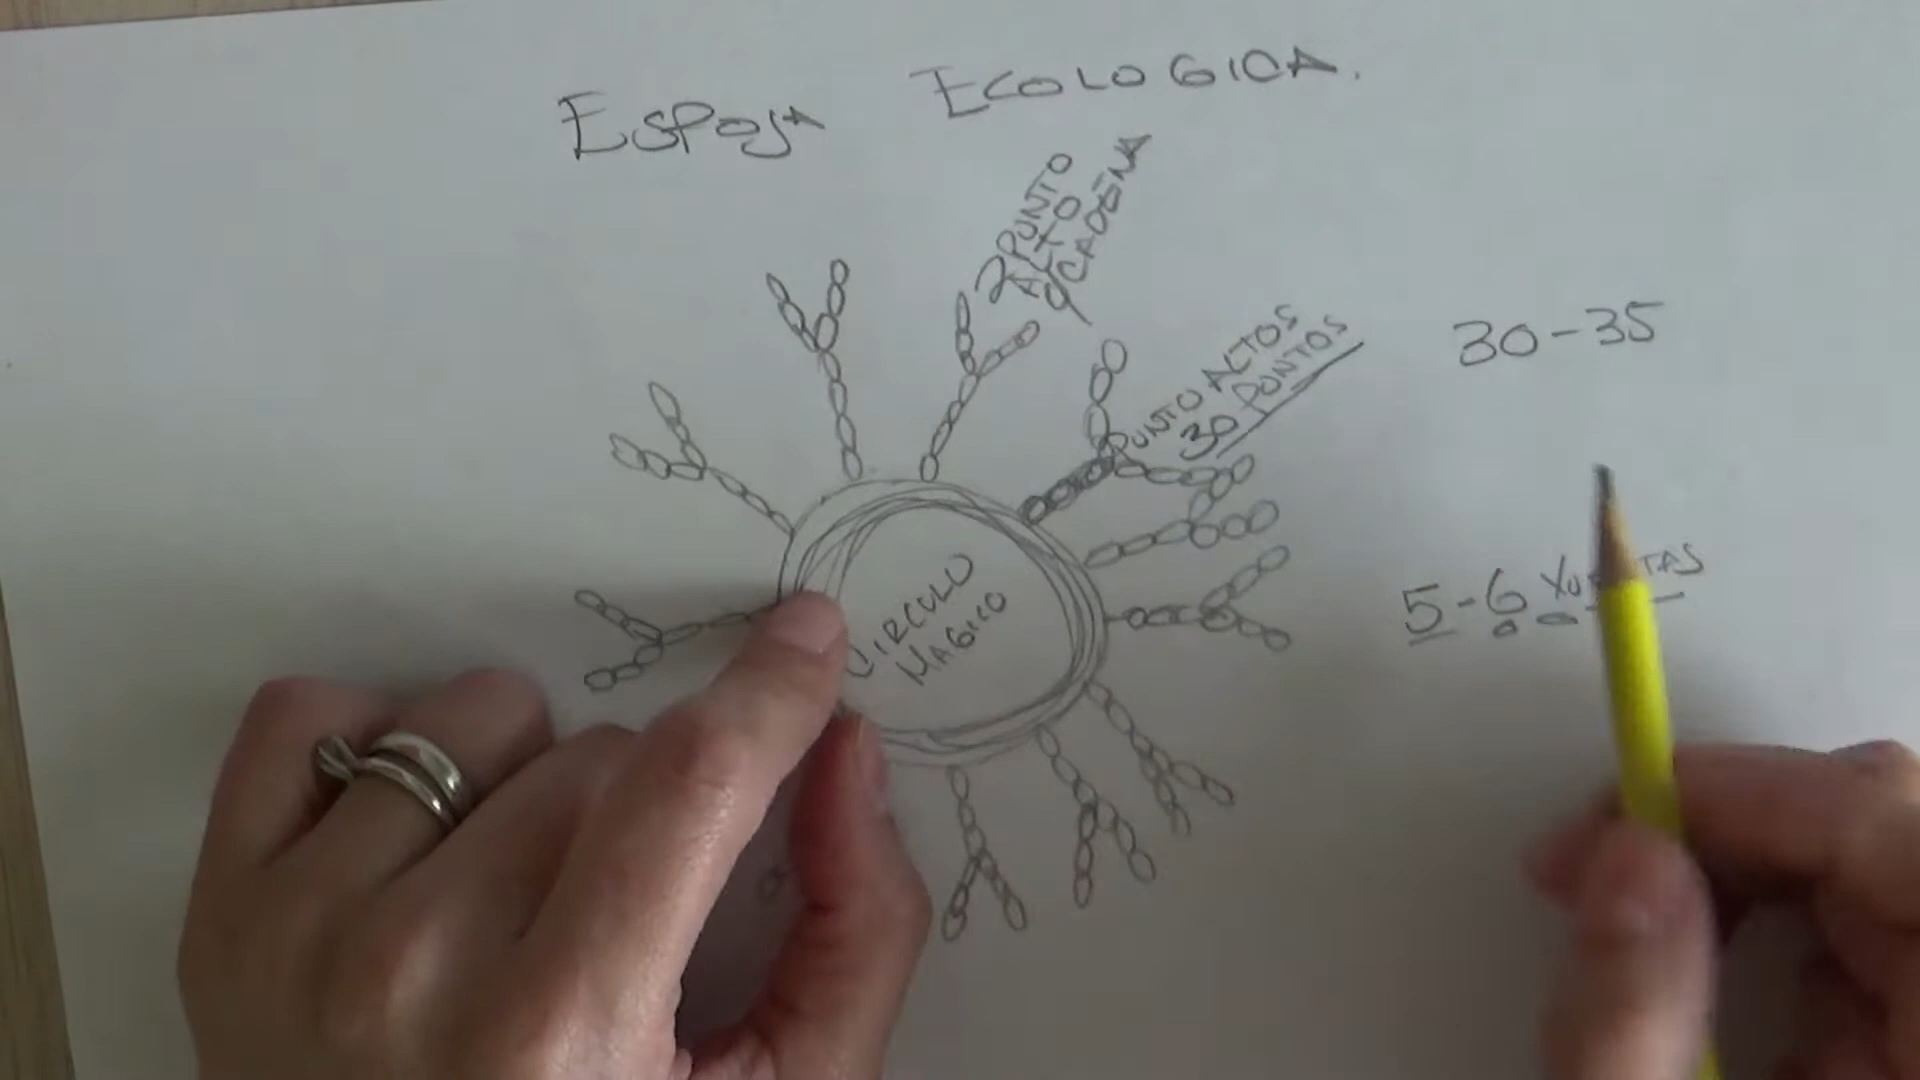 ESPOJA ECOLOGICA.
2 PUNTO
ALTO
CADENA
PUNTO ALTOS
30 PUNTOS
30-35
CIRCULO
MAGICO
5-6